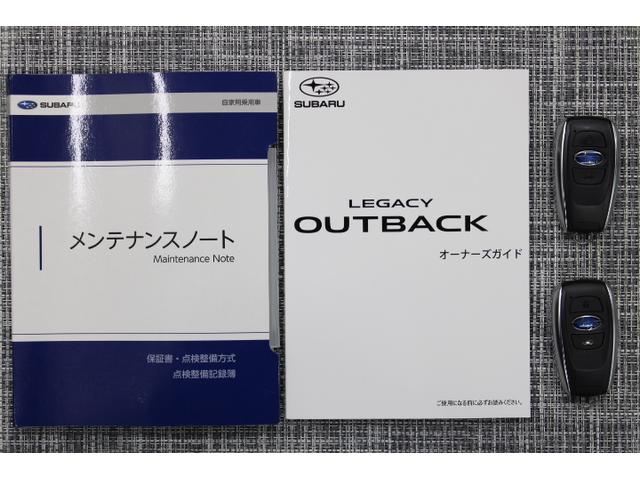 SUBARU
自家用乗用車
メンテナンスノート
Maintenance Note
保証書・点検整備方式
点検整備記録簿
SUBARU
LEGACY
OUTBACK
オーナーズガイド
ご使用になる前に必ずお読みください。